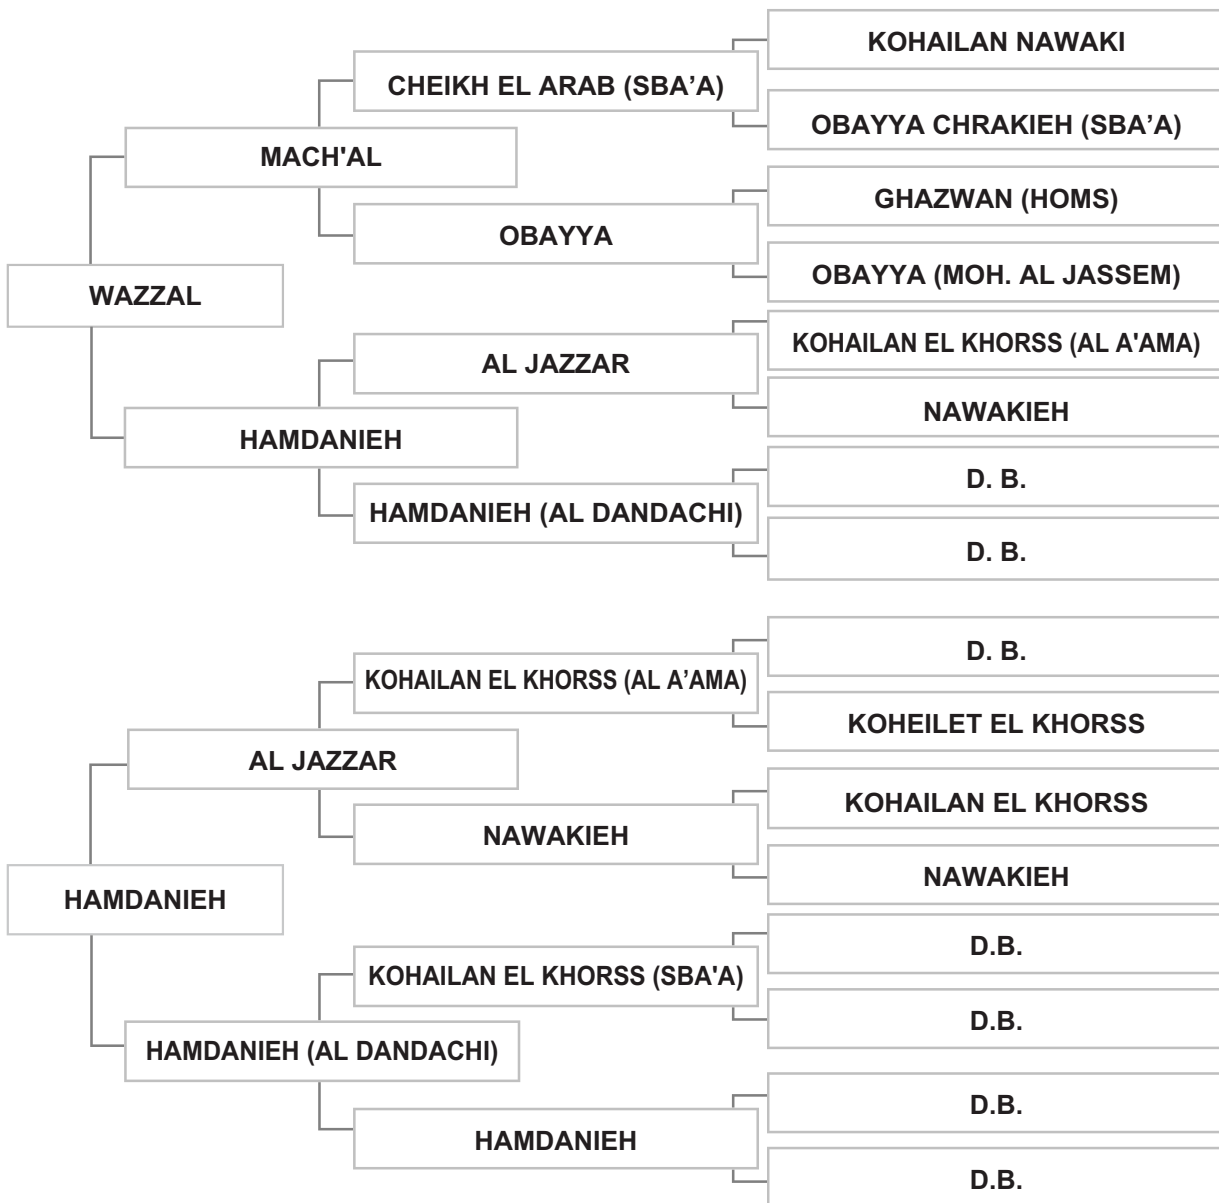 KOHAILAN NAWAKI
CHEIKH EL ARAB (SBA’A)
OBAYYA CHRAKIEH (SBA’A)
MACH'AL
GHAZWAN (HOMS)
OBAYYA
OBAYYA (MOH. AL JASSEM)
WAZZAL
KOHAILAN EL KHORSS (AL A'AMA)
AL JAZZAR
NAWAKIEH
HAMDANIEH
D. B.
HAMDANIEH (AL DANDACHI)
D. B.
D. B.
KOHAILAN EL KHORSS (AL A’AMA)
KOHEILET EL KHORSS
AL JAZZAR
KOHAILAN EL KHORSS
NAWAKIEH
NAWAKIEH
HAMDANIEH
D.B.
KOHAILAN EL KHORSS (SBA'A)
D.B.
HAMDANIEH (AL DANDACHI)
D.B.
HAMDANIEH
D.B.